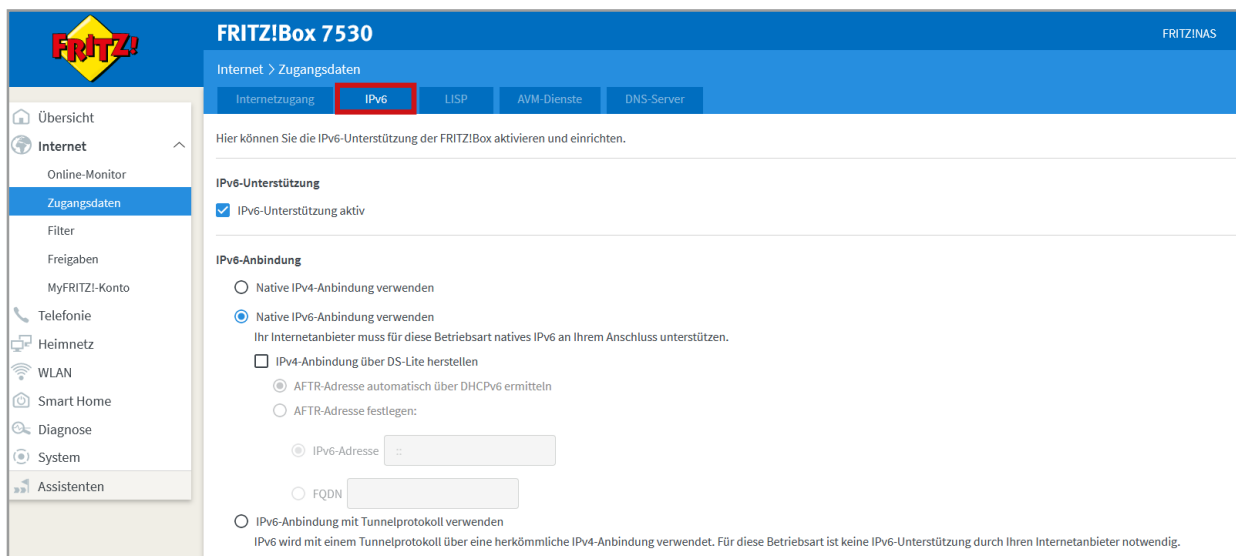 FRITZ!
FRITZ!Box 7530
FRITZ!NAS
Internet > Zugangsdaten
Internetzugang
IPv6
LISP
AVM-Dienste
DNS-Server
Übersicht
Internet
Online-Monitor
Zugangsdaten
Filter
Freigaben
MyFRITZ!-Konto
Telefonie
Heimnetz
WLAN
Smart Home
Diagnose
System
Assistenten
Hier können Sie die IPv6-Unterstützung der FRITZ!Box aktivieren und einrichten.
IPv6-Unterstützung
IPv6-Unterstützung aktiv
IPv6-Anbindung
Native IPv4-Anbindung verwenden
Native IPv6-Anbindung verwenden
Ihr Internetanbieter muss für diese Betriebsart natives IPv6 an Ihrem Anschluss unterstützen.
IPv4-Anbindung über DS-Lite herstellen
AFTR-Adresse automatisch über DHCPv6 ermitteln
AFTR-Adresse festlegen:
IPv6-Adresse ::
FQDN
IPv6-Anbindung mit Tunnelprotokoll verwenden
IPv6 wird mit einem Tunnelprotokoll über eine herkömmliche IPv4-Anbindung verwendet. Für diese Betriebsart ist keine IPv6-Unterstützung durch Ihren Internetanbieter notwendig.